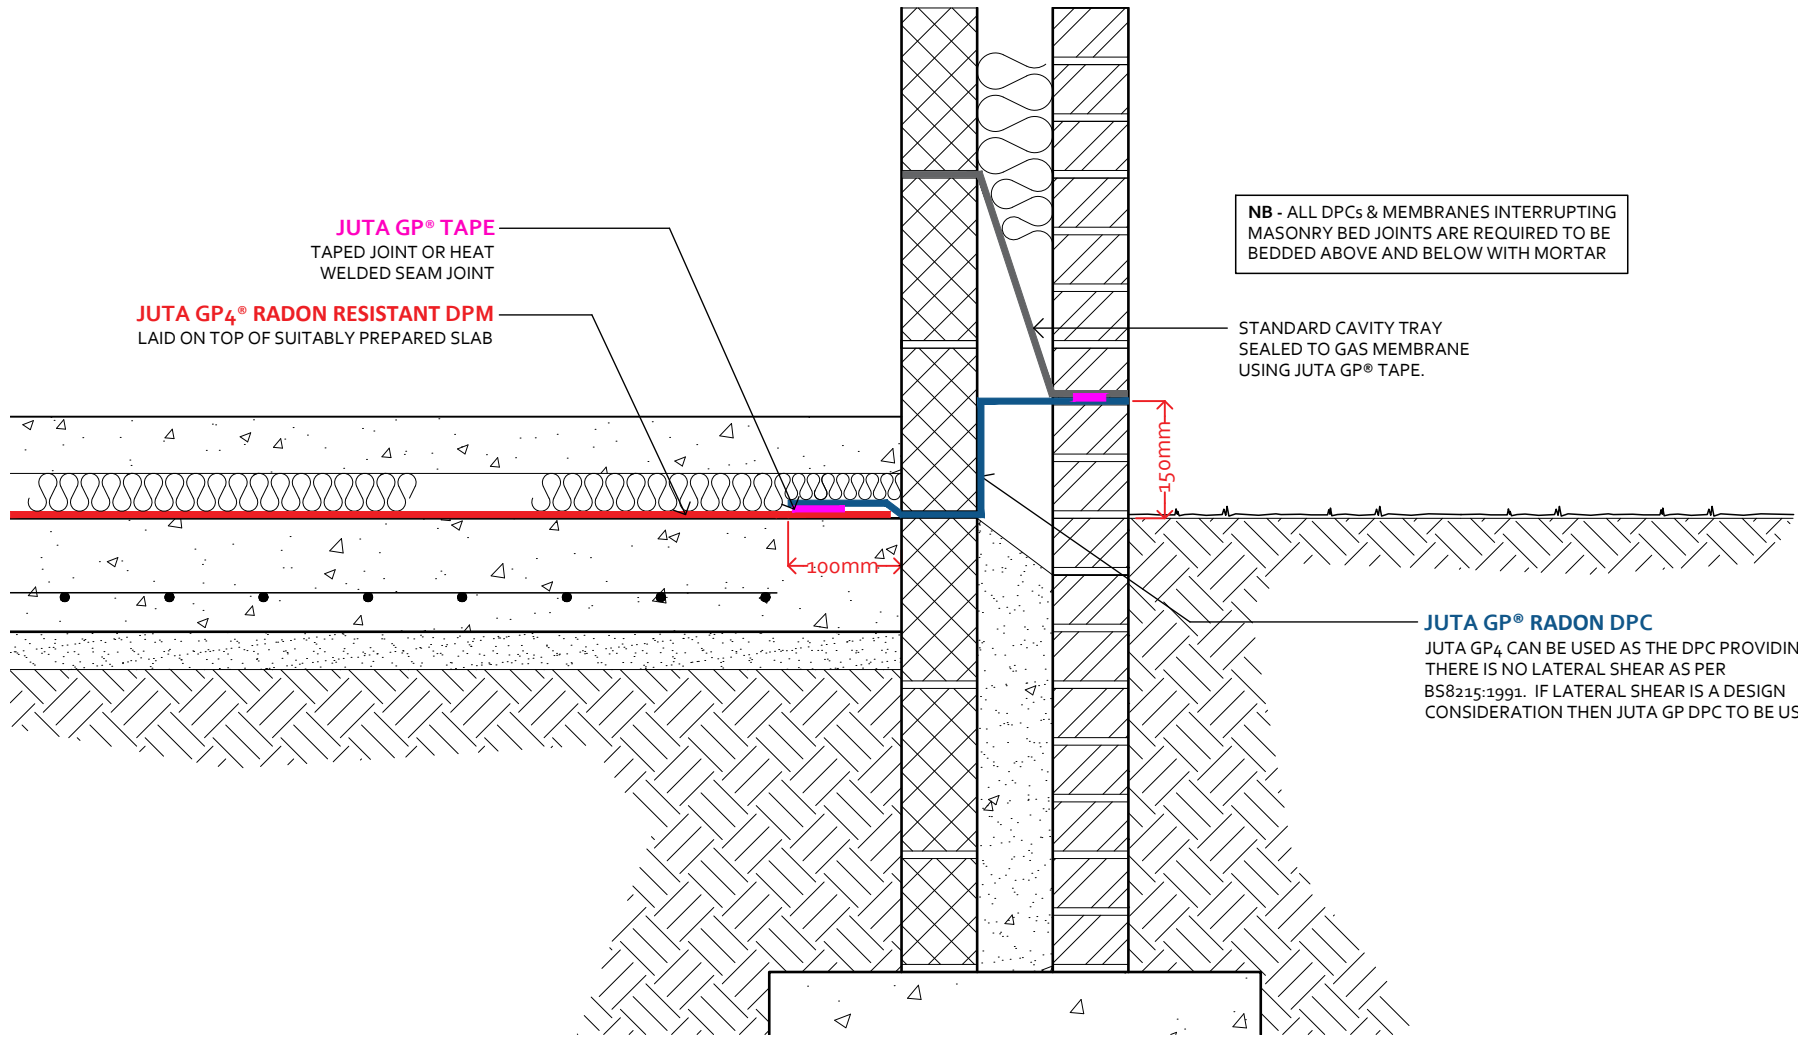 JUTA GP® TAPE
TAPED JOINT OR HEAT
WELDED SEAM JOINT
JUTA GP4® RADON RESISTANT DPM
LAID ON TOP OF SUITABLY PREPARED SLAB
NB - ALL DPCs & MEMBRANES INTERRUPTING
MASONRY BED JOINTS ARE REQUIRED TO BE
BEDDED ABOVE AND BELOW WITH MORTAR
STANDARD CAVITY TRAY
SEALED TO GAS MEMBRANE
USING JUTA GP® TAPE.
150mm
100mm
JUTA GP® RADON DPC
JUTA GP4 CAN BE USED AS THE DPC PROVIDIN
THERE IS NO LATERAL SHEAR AS PER
BS8215:1991. IF LATERAL SHEAR IS A DESIGN
CONSIDERATION THEN JUTA GP DPC TO BE US